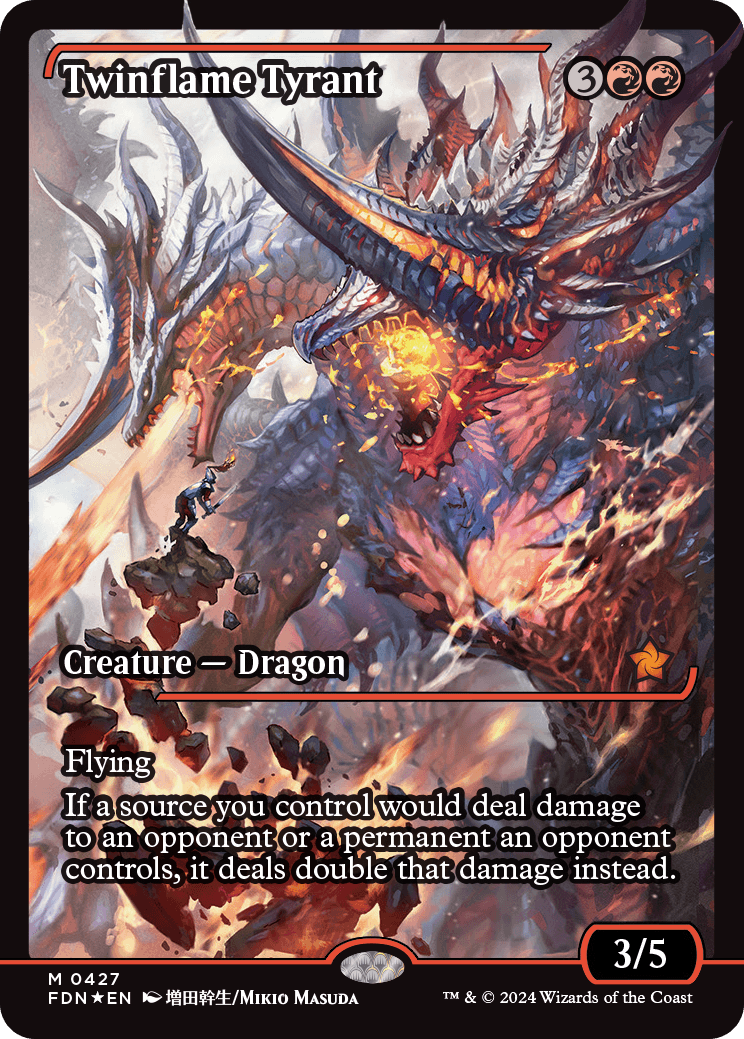 Twinflame Tyrant 3
Creature — Dragon
Flying
If a source you control would deal damage
to an opponent or a permanent an opponent
controls, it deals double that damage instead.
3/5
M 0427
FDN★EN 増田幹生/Mikio Masuda ™ & © 2024 Wizards of the Coast